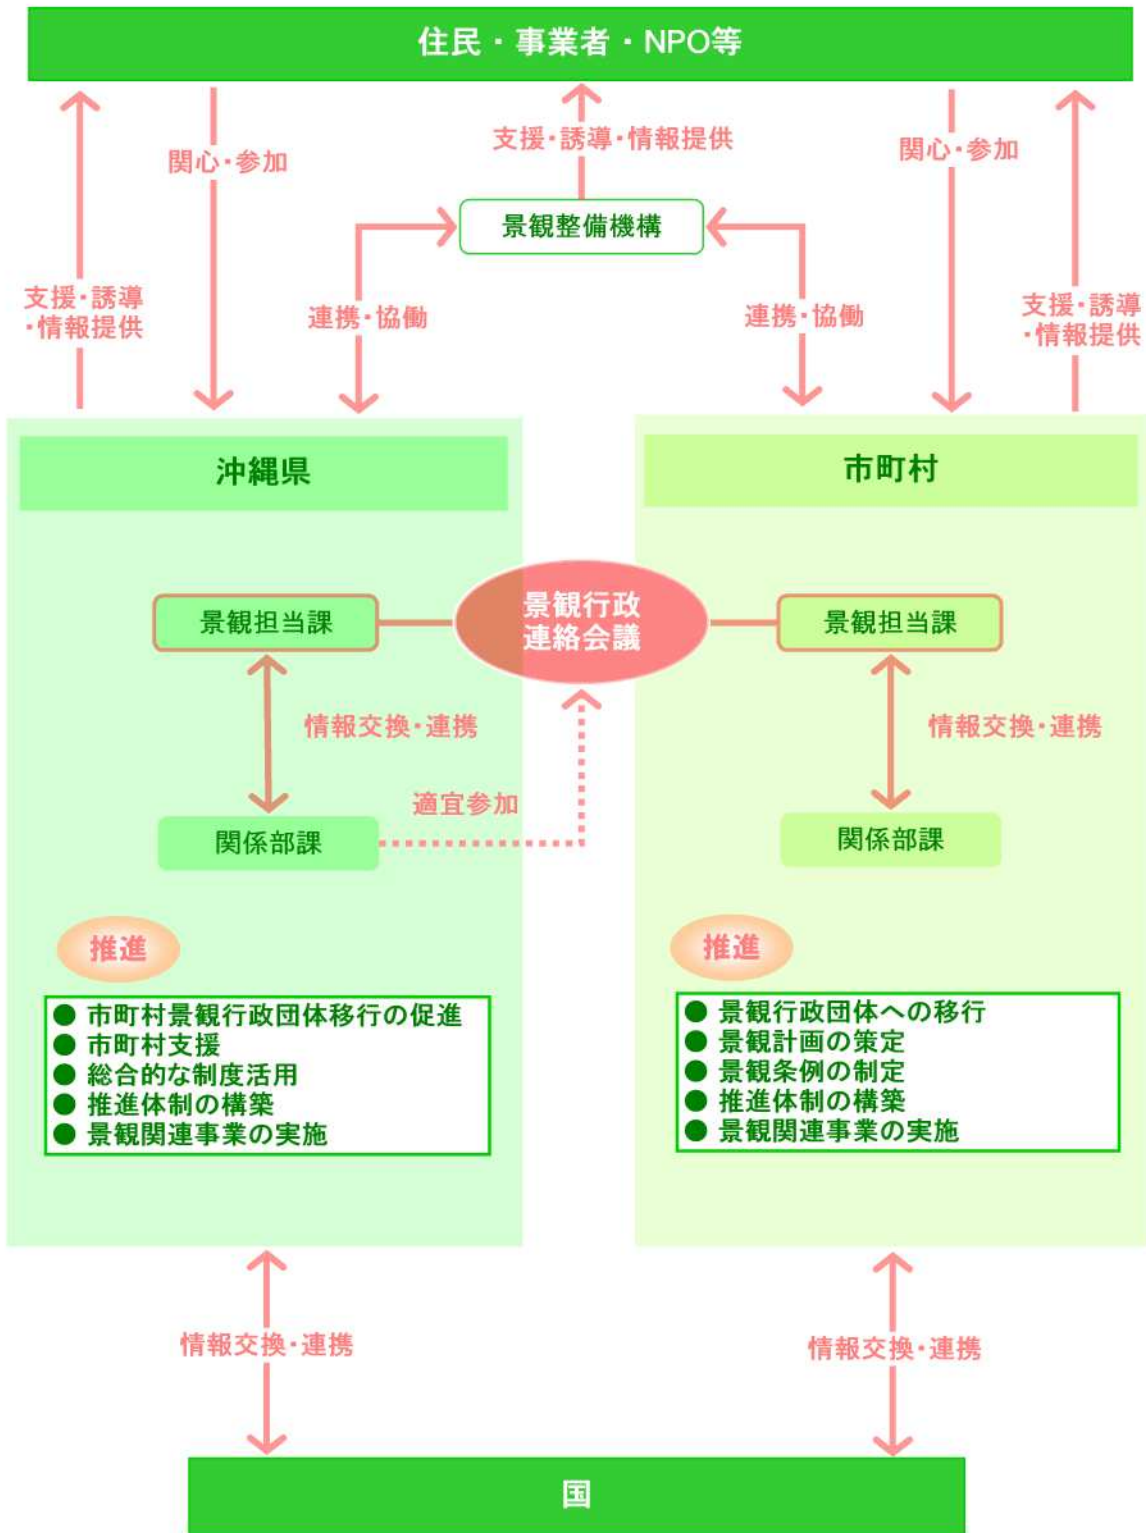 住民・事業者・NPO等
支援・誘導・情報提供
関心・参加
関心・参加
景観整備機構
支援・誘導
・情報提供
連携・協働
連携・協働
支援・誘導
・情報提供
沖縄県
市町村
景観行政
連絡会議
景観担当課
景観担当課
情報交換・連携
情報交換・連携
適宜参加
関係部課
関係部課
推進
● 市町村景観行政団体移行の促進
● 市町村支援
● 総合的な制度活用
● 推進体制の構築
● 景観関連事業の実施
推進
● 景観行政団体への移行
● 景観計画の策定
● 景観条例の制定
● 推進体制の構築
● 景観関連事業の実施
情報交換・連携
情報交換・連携
国